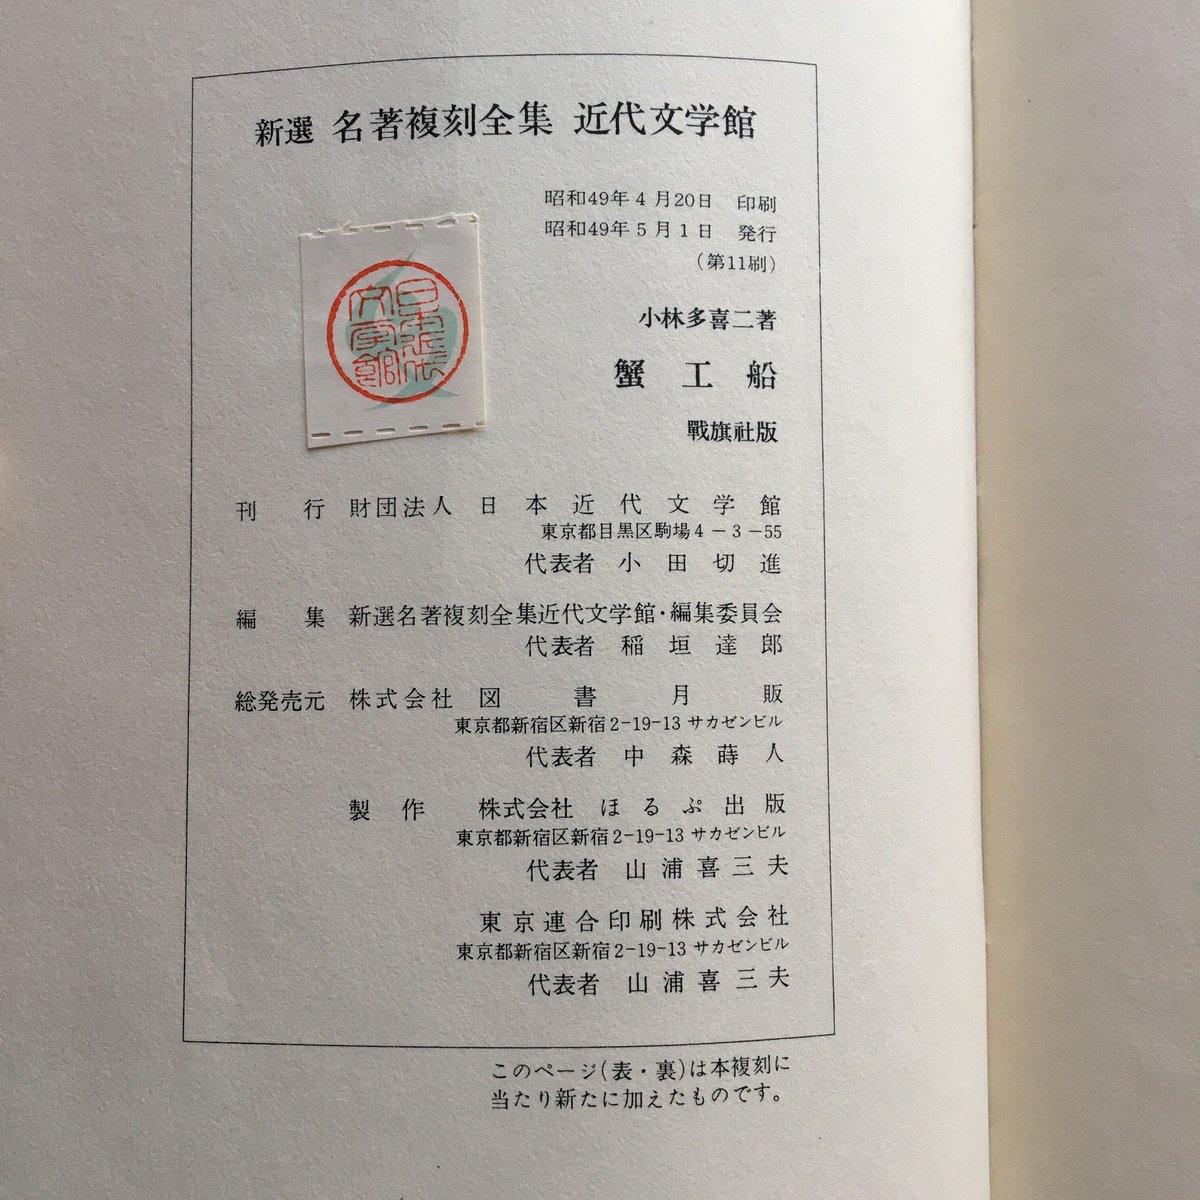 新選 名著複刻全集 近代文学館
昭和49年4月20日 印刷
昭和49年5月1日 発行
(第11刷)
日本近代
文学館
小林多喜二著
蟹工船
戰旗社版
刊行 財団法人 日本近代文学館
東京都目黒区駒場4-3-55
代表者 小田切進
編集 新選名著複刻全集近代文学館・編集委員会
代表者 稲垣達郎
総発売元 株式会社 図書月販
東京都新宿区新宿2-19-13 サカゼンビル
代表者 中森蒔人
製作 株式会社 ほるぷ出版
東京都新宿区新宿2-19-13 サカゼンビル
代表者 山浦喜三夫
東京連合印刷株式会社
東京都新宿区新宿2-19-13 サカゼンビル
代表者 山浦喜三夫
このページ(表・裏)は本複刻に
当たり新たに加えたものです。